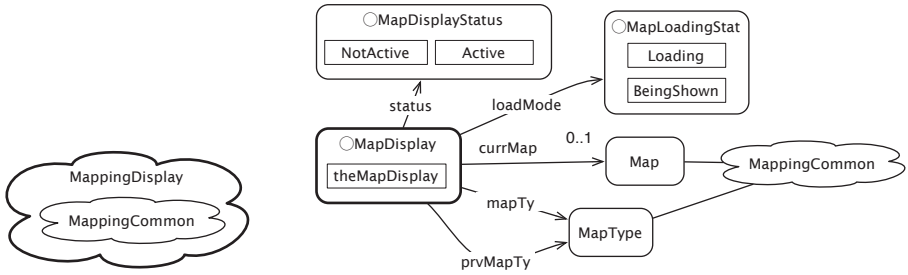 MapDisplayStatus
NotActive
Active
MapLoadingStat
Loading
BeingShown
status
loadMode
MapDisplay
theMapDisplay
currMap
0..1
Map
MappingCommon
mapTy
MapType
prvMapTy
MappingDisplay
MappingCommon